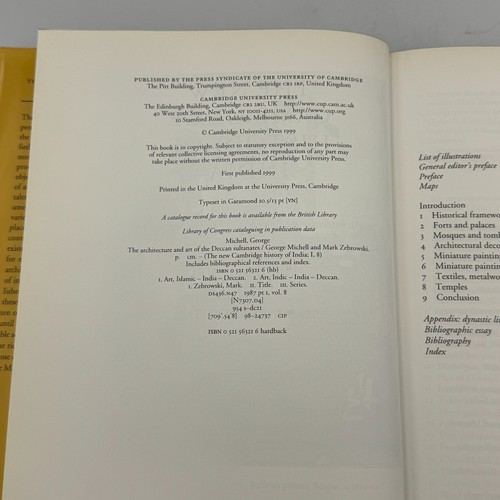 PUBLISHED BY THE PRESS SYNDICATE OF THE UNIVERSITY OF CAMBRIDGE
The Pitt Building, Trumpington Street, Cambridge CB2 1RP, United Kingdom
CAMBRIDGE UNIVERSITY PRESS
The Edinburgh Building, Cambridge CB2 2RU, UK http://www.cup.cam.ac.uk
40 West 20th Street, New York, NY 10011-4211, USA http://www.cup.org
10 Stamford Road, Oakleigh, Melbourne 3166, Australia
© Cambridge University Press 1999
This book is in copyright. Subject to statutory exception and to the provisions
of relevant collective licensing agreements, no reproduction of any part may
take place without the written permission of Cambridge University Press.
First published 1999
Printed in the United Kingdom at the University Press, Cambridge
Typeset in Garamond 10.5/13 pt [VN]
A catalogue record for this book is available from the British Library
Library of Congress cataloguing in publication data
Michell, George
The architecture and art of the Deccan sultanates / George Michell and Mark Zebrowski.
p. cm. – (The new Cambridge history of India; I, 8)
Includes bibliographical references and index.
ISBN 0 521 56321 6 (hb)
1. Art, Islamic – India – Deccan. 2. Art, Indic – India – Deccan.
I. Zebrowski, Mark. II. Title. III. Series.
DS436.N47 1987 pt 1, vol. 8
[N7307.D4]
954 s–dc21
[709'.54'8] 98–24737 CIP
ISBN 0 521 56321 6 hardback
List of illustrations
General editor's preface
Preface
Maps
Introduction
1 Historical framewo
2 Forts and palaces
3 Mosques and tomb
4 Architectural deco
5 Miniature painting
6 Miniature painting
7 Textiles, metalwor
8 Temples
9 Conclusion
Appendix: dynastic lis
Bibliographic essay
Bibliography
Index